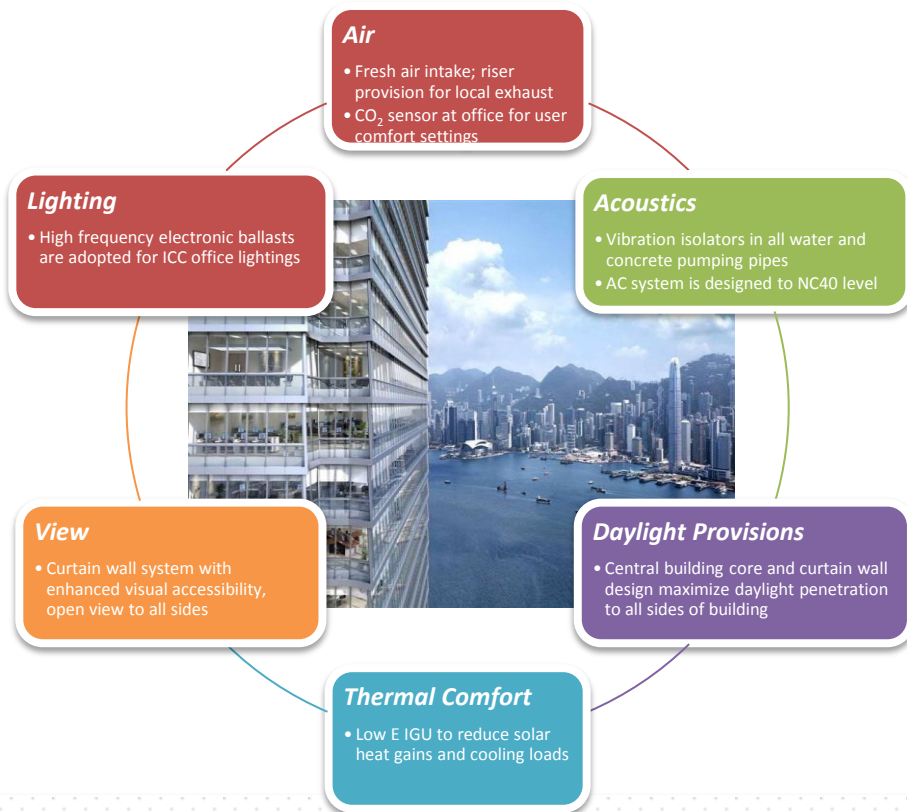 Air
• Fresh air intake; riser
provision for local exhaust
• CO₂ sensor at office for user
comfort settings
Lighting
• High frequency electronic ballasts
are adopted for ICC office lightings
Acoustics
• Vibration isolators in all water and
concrete pumping pipes
• AC system is designed to NC40 level
View
• Curtain wall system with
enhanced visual accessibility,
open view to all sides
Daylight Provisions
• Central building core and curtain wall
design maximize daylight penetration
to all sides of building
Thermal Comfort
• Low E IGU to reduce solar
heat gains and cooling loads